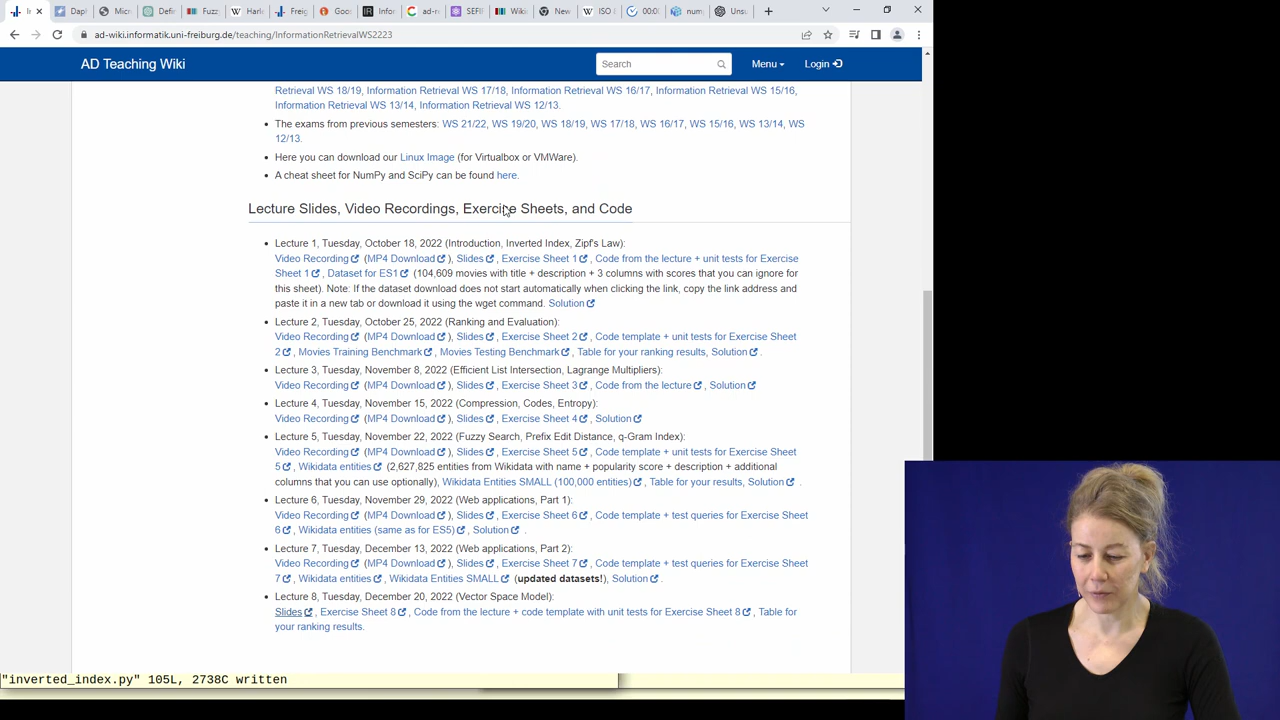 Ir
Daph
Micr
Defi
Fuzz
Harl
Freig
Good
Infor
ad-re
SEFI
Wiki
New
ISO 8
00:00
num
Uns
ad-wiki.informatik.uni-freiburg.de/teaching/InformationRetrievalWS2223
AD Teaching Wiki
Search
Menu
Login
Retrieval WS 18/19, Information Retrieval WS 17/18, Information Retrieval WS 16/17, Information Retrieval WS 15/16,
Information Retrieval WS 13/14, Information Retrieval WS 12/13.
• The exams from previous semesters: WS 21/22, WS 19/20, WS 18/19, WS 17/18, WS 16/17, WS 15/16, WS 13/14, WS
12/13.
• Here you can download our Linux Image (for Virtualbox or VMWare).
• A cheat sheet for NumPy and SciPy can be found here.
Lecture Slides, Video Recordings, Exercise Sheets, and Code
• Lecture 1, Tuesday, October 18, 2022 (Introduction, Inverted Index, Zipf's Law):
Video Recording (MP4 Download), Slides, Exercise Sheet 1, Code from the lecture + unit tests for Exercise
Sheet 1, Dataset for ES1 (104,609 movies with title + description + 3 columns with scores that you can ignore for
this sheet). Note: If the dataset download does not start automatically when clicking the link, copy the link address and
paste it in a new tab or download it using the wget command. Solution
• Lecture 2, Tuesday, October 25, 2022 (Ranking and Evaluation):
Video Recording (MP4 Download), Slides, Exercise Sheet 2, Code template + unit tests for Exercise Sheet
2, Movies Training Benchmark, Movies Testing Benchmark, Table for your ranking results, Solution.
• Lecture 3, Tuesday, November 8, 2022 (Efficient List Intersection, Lagrange Multipliers):
Video Recording (MP4 Download), Slides, Exercise Sheet 3, Code from the lecture, Solution
• Lecture 4, Tuesday, November 15, 2022 (Compression, Codes, Entropy):
Video Recording (MP4 Download), Slides, Exercise Sheet 4, Solution
• Lecture 5, Tuesday, November 22, 2022 (Fuzzy Search, Prefix Edit Distance, q-Gram Index):
Video Recording (MP4 Download), Slides, Exercise Sheet 5, Code template + unit tests for Exercise Sheet
5, Wikidata entities (2,627,825 entities from Wikidata with name + popularity score + description + additional
columns that you can use optionally), Wikidata Entities SMALL (100,000 entities), Table for your results, Solution .
• Lecture 6, Tuesday, November 29, 2022 (Web applications, Part 1):
Video Recording (MP4 Download), Slides, Exercise Sheet 6, Code template + test queries for Exercise Sheet
6, Wikidata entities (same as for ES5), Solution .
• Lecture 7, Tuesday, December 13, 2022 (Web applications, Part 2):
Video Recording (MP4 Download), Slides, Exercise Sheet 7, Code template + test queries for Exercise Sheet
7, Wikidata entities, Wikidata Entities SMALL (updated datasets!), Solution.
• Lecture 8, Tuesday, December 20, 2022 (Vector Space Model):
Slides, Exercise Sheet 8, Code from the lecture + code template with unit tests for Exercise Sheet 8, Table for
your ranking results.
"inverted_index.py" 105L, 2738C written